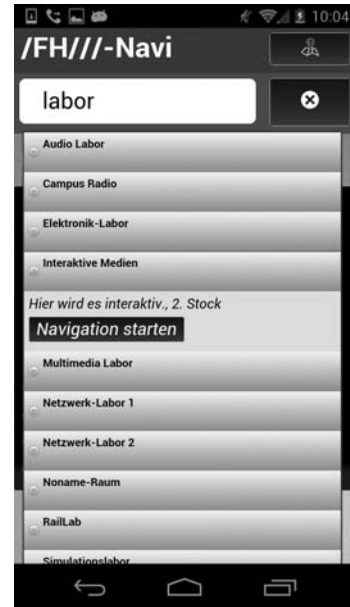 10:04
/FH///-Navi
labor
Audio Labor
Campus Radio
Elektronik-Labor
Interaktive Medien
Hier wird es interaktiv., 2. Stock
Navigation starten
Multimedia Labor
Netzwerk-Labor 1
Netzwerk-Labor 2
Noname-Raum
RailLab
Simulationslabor